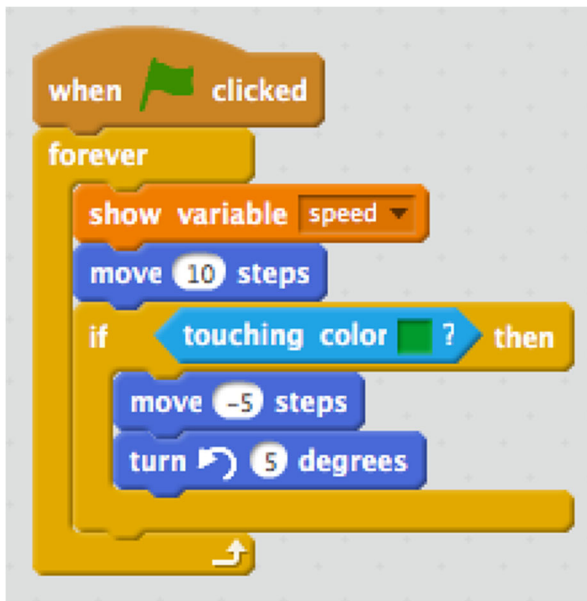 when clicked
forever
show variable speed
move 10 steps
if touching color ? then
move -5 steps
turn 5 degrees